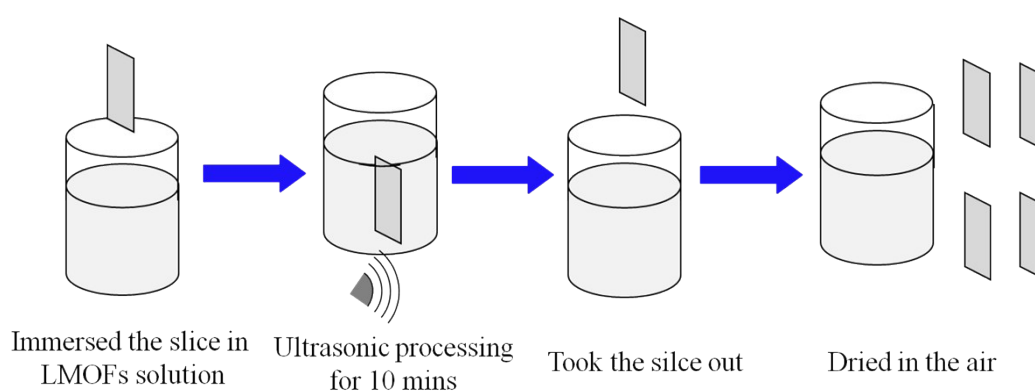 Immersed the slice in
LMOFs solution
Ultrasonic processing
for 10 mins
Took the silce out
Dried in the air